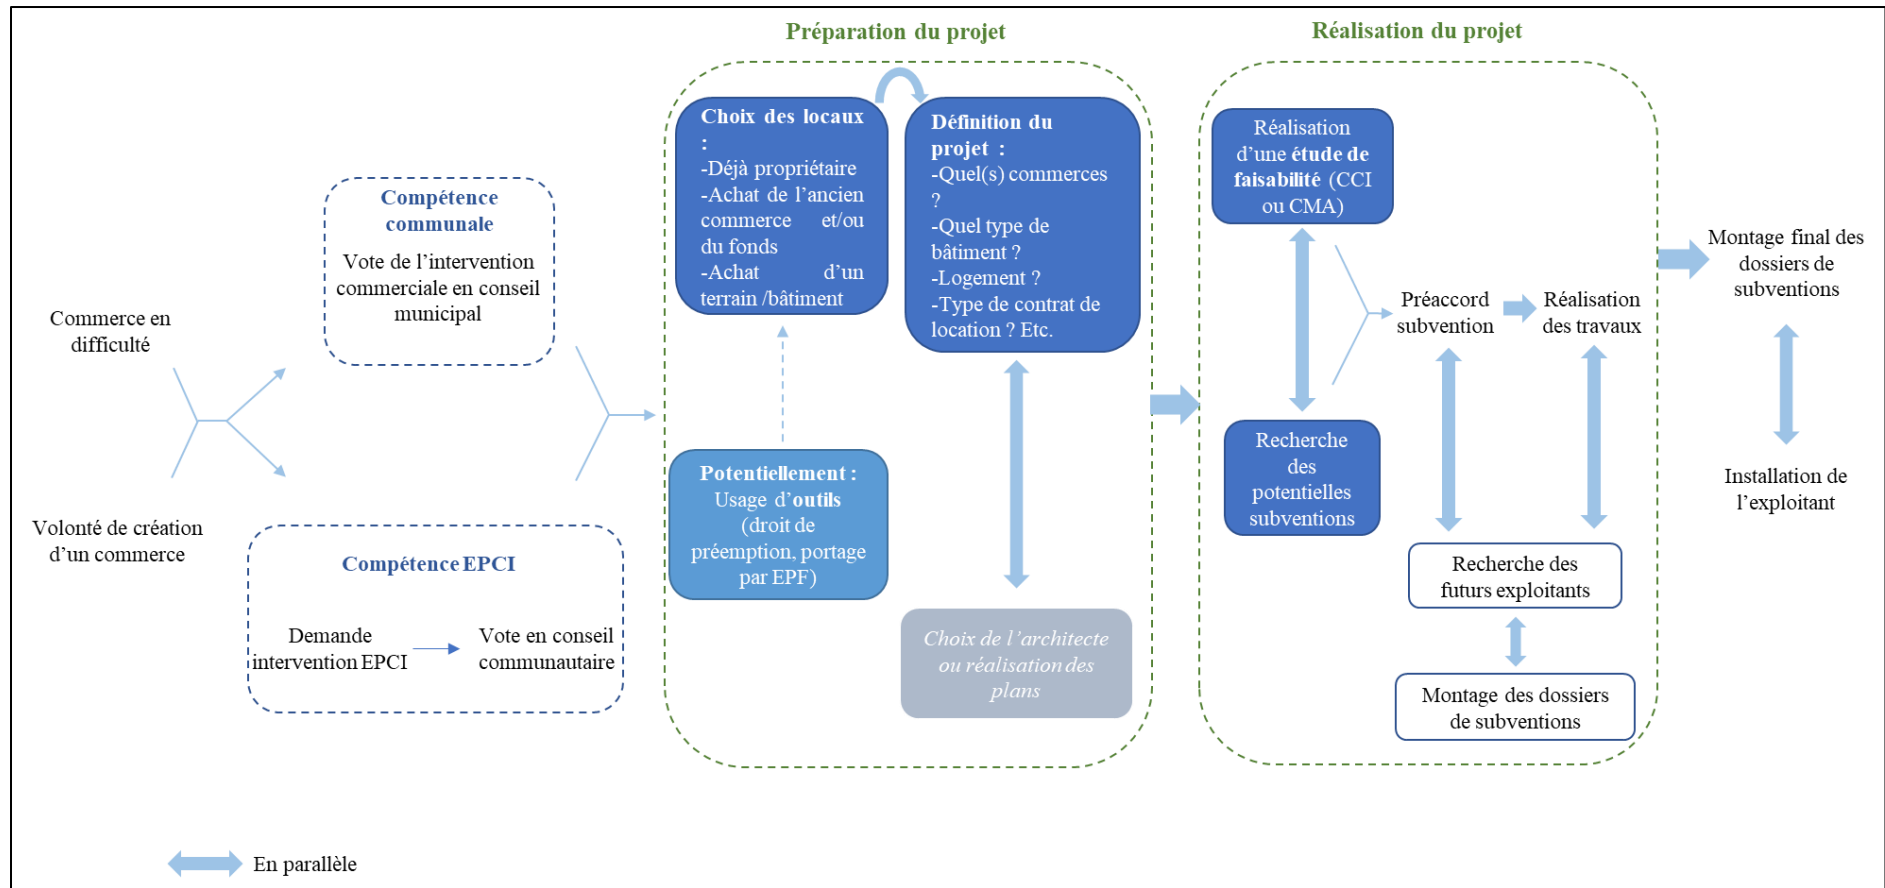 Commerce en
difficulté
Volonté de création
d’un commerce
Compétence
communale
Vote de l’intervention
commerciale en conseil
municipal
Compétence EPCI
Demande
intervention EPCI
Vote en conseil
communautaire
Préparation du projet
Choix des locaux
:
-Déjà propriétaire
-Achat de l’ancien
commerce et/ou
du fonds
-Achat d’un
terrain /bâtiment
Définition du
projet :
-Quel(s) commerces
?
-Quel type de
bâtiment ?
-Logement ?
-Type de contrat de
location ? Etc.
Potentiellement :
Usage d’outils
(droit de
préemption, portage
par EPF)
Choix de l’architecte
ou réalisation des
plans
Réalisation du projet
Réalisation
d’une étude de
faisabilité (CCI
ou CMA)
Recherche
des
potentielles
subventions
Préaccord
subvention
Réalisation
des travaux
Recherche des
futurs exploitants
Montage des dossiers
de subventions
Montage final des
dossiers de
subventions
Installation de
l’exploitant
En parallèle